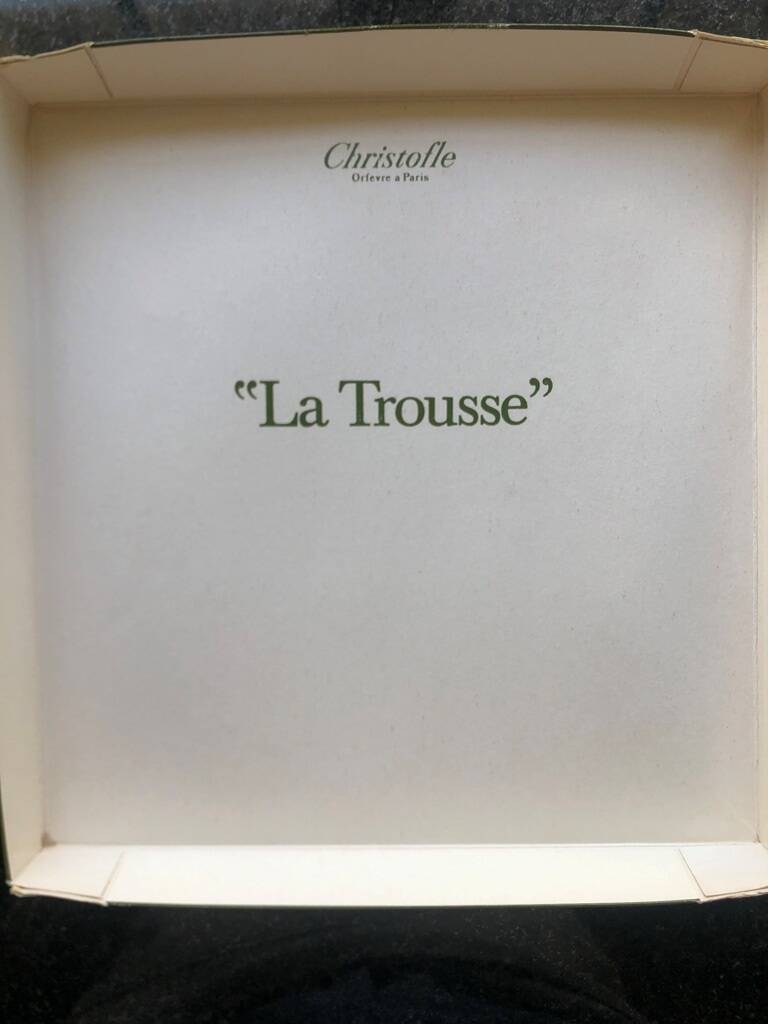 Christofle
Orfevre a Paris
“La Trousse”